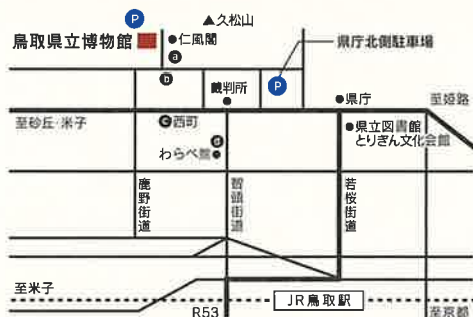 P
▲久松山
鳥取県立博物館
●仁風閣
a
県庁北側駐車場
b
裁判所
P
●県庁
至姫路
至砂丘・米子
c西町
●県立図書館
とりぎん文化会館
d
わらべ館●
鹿野街道
智頭街道
若桜街道
至米子
JR鳥取駅
R53
至京都